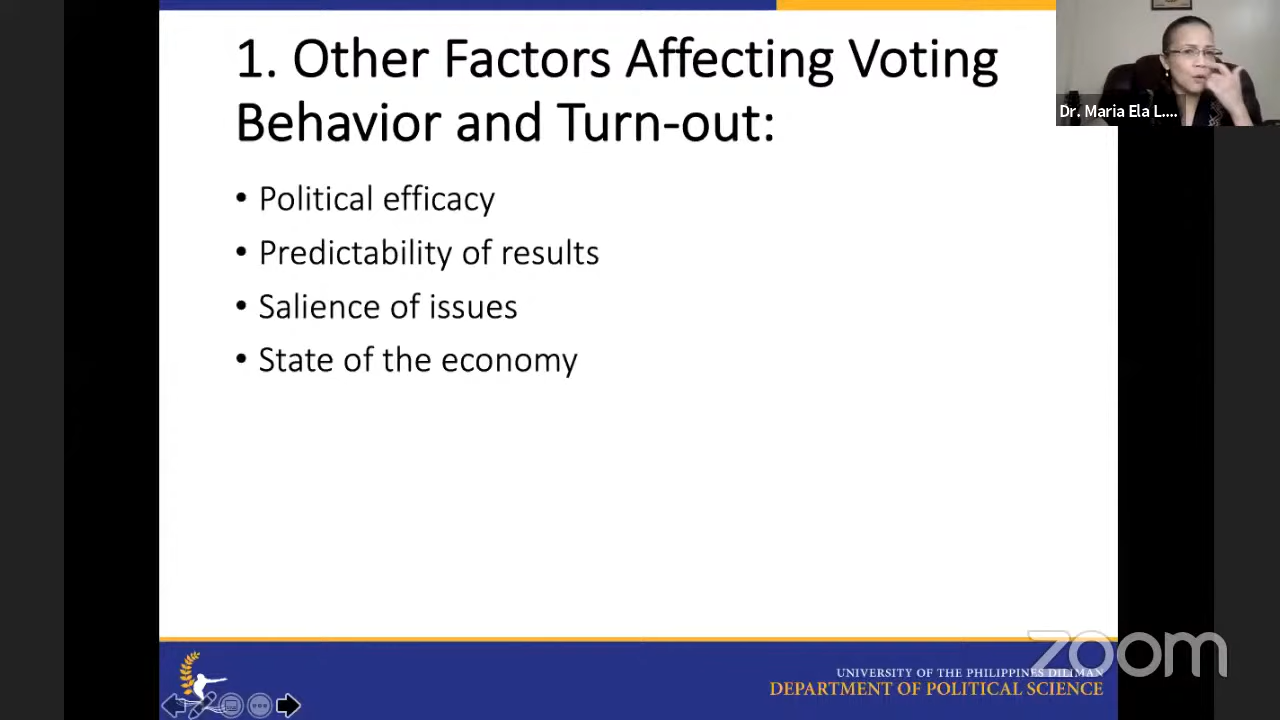 1. Other Factors Affecting Voting
Behavior and Turn-out:
• Political efficacy
• Predictability of results
• Salience of issues
• State of the economy
Dr. Maria Ela L....
zoom
UNIVERSITY OF THE PHILIPPINES DILIMAN
DEPARTMENT OF POLITICAL SCIENCE